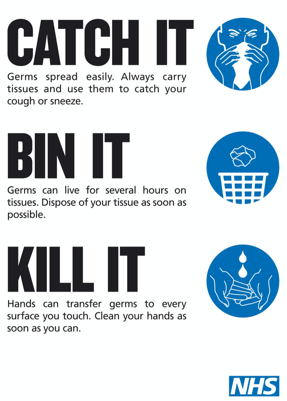 CATCH IT
Germs spread easily. Always carry
tissues and use them to catch your
cough or sneeze.
BIN IT
Germs can live for several hours on
tissues. Dispose of your tissue as soon as
possible.
KILL IT
Hands can transfer germs to every
surface you touch. Clean your hands as
soon as you can.
NHS